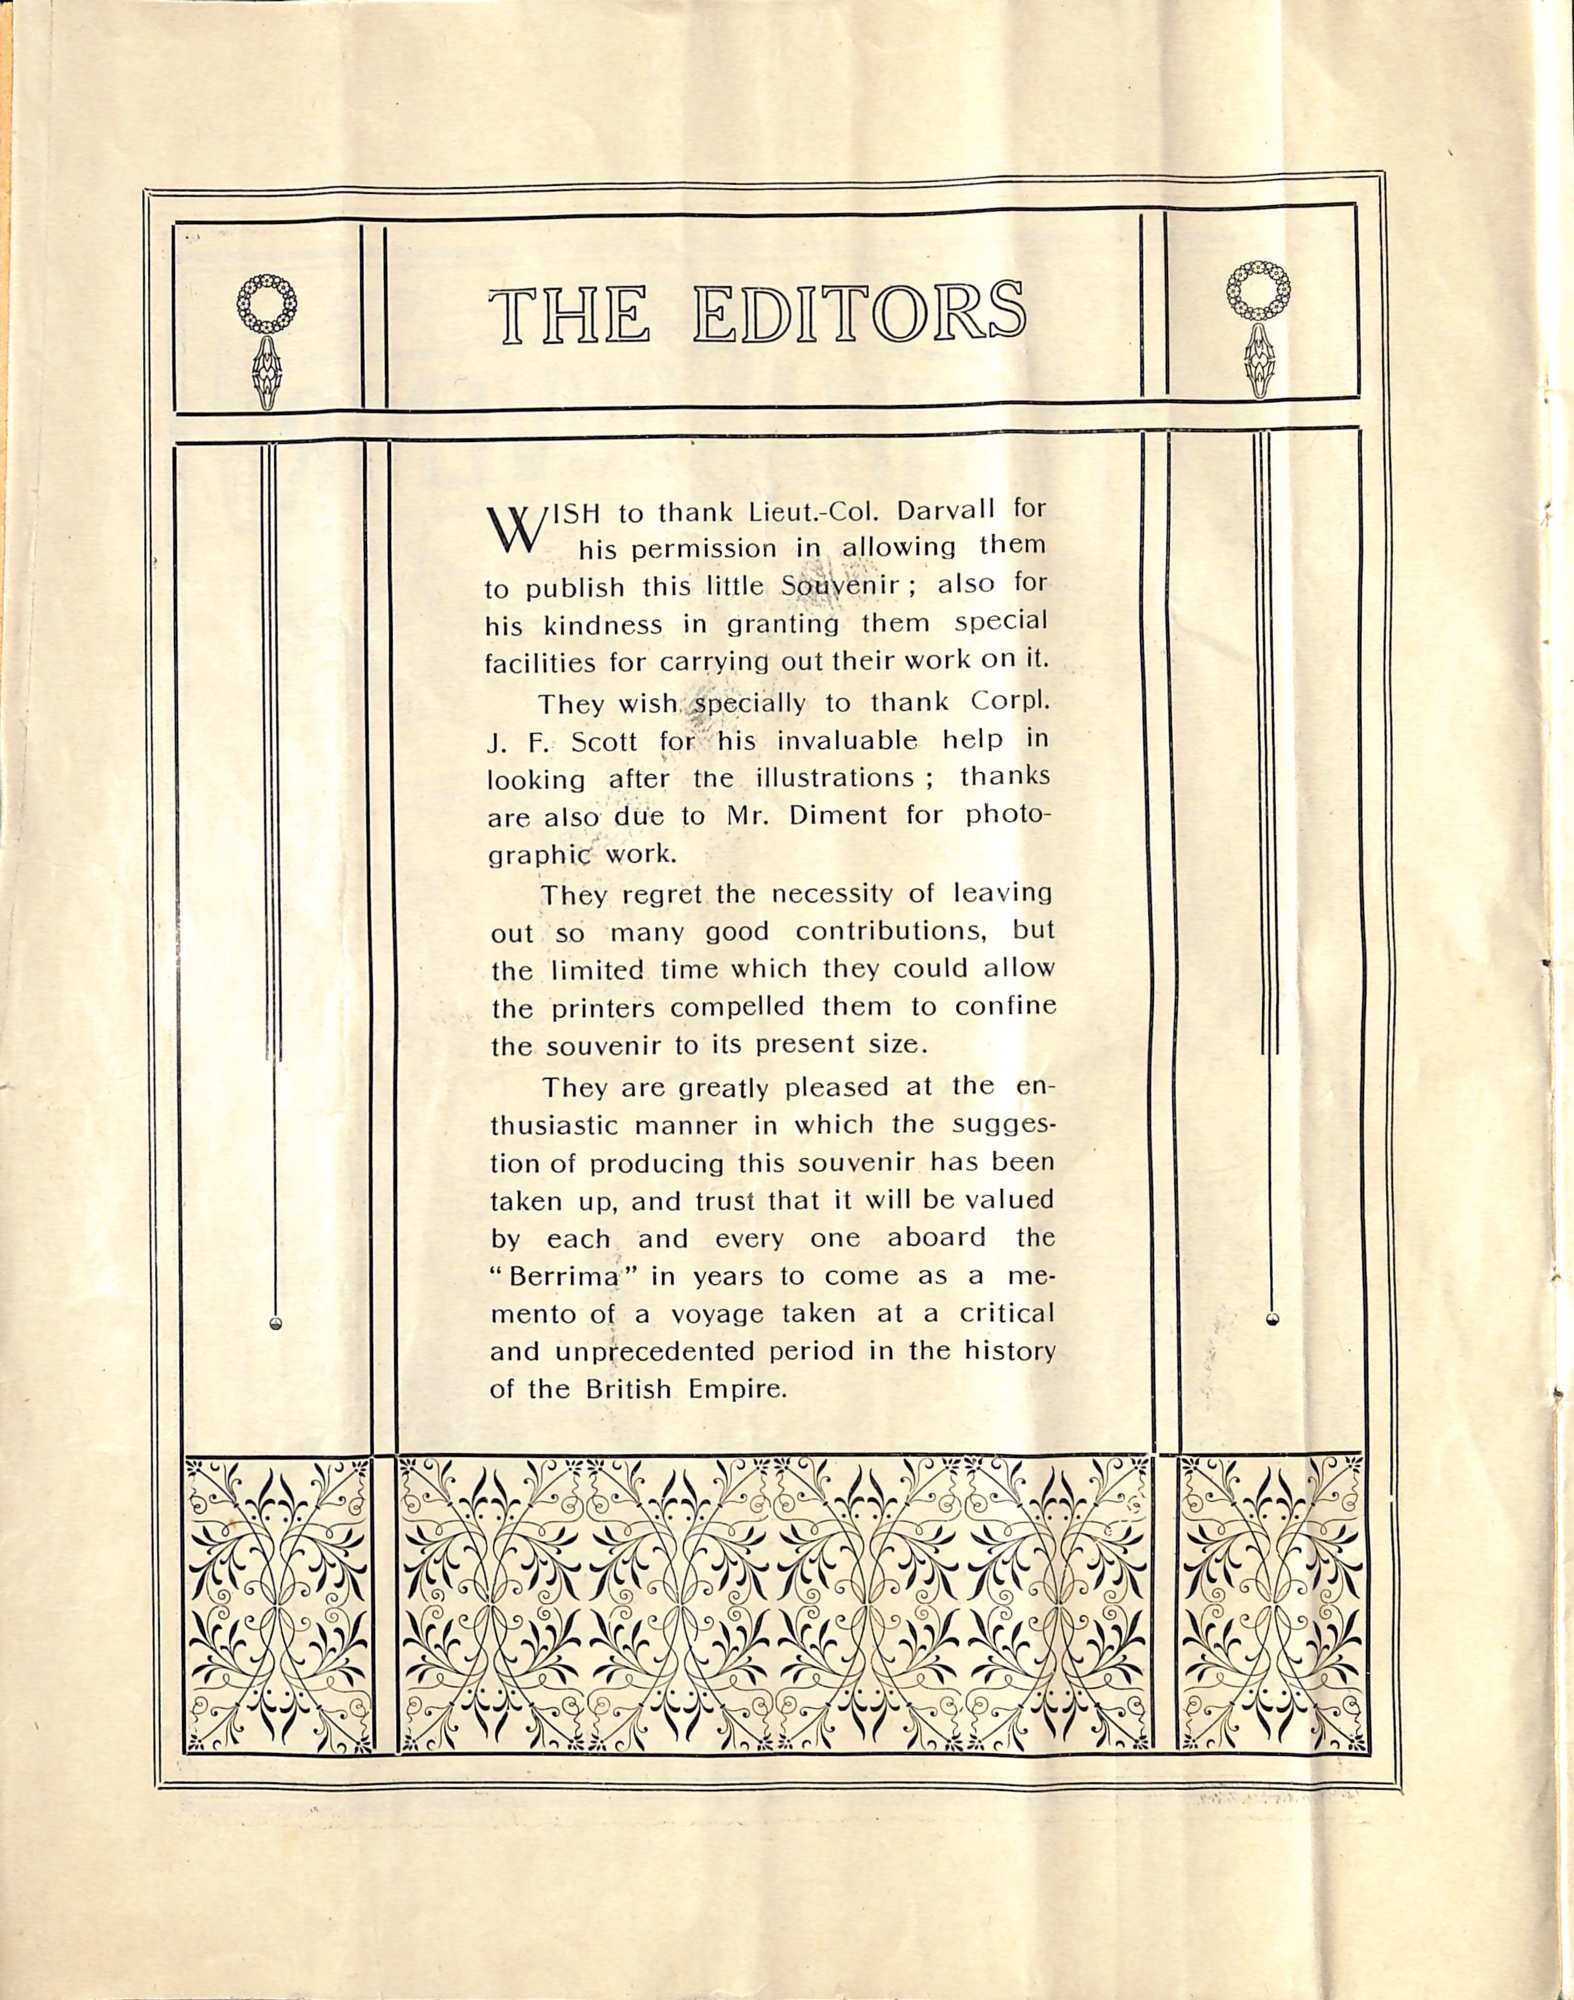 THE EDITORS
WISH to thank Lieut.-Col. Darvall for
his permission in allowing them
to publish this little Souvenir ; also for
his kindness in granting them special
facilities for carrying out their work on it.
They wish specially to thank Corpl.
J. F. Scott for his invaluable help in
looking after the illustrations ; thanks
are also due to Mr. Diment for photo-
graphic work.
They regret the necessity of leaving
out so many good contributions, but
the limited time which they could allow
the printers compelled them to confine
the souvenir to its present size.
They are greatly pleased at the en-
thusiastic manner in which the sugges-
tion of producing this souvenir has been
taken up, and trust that it will be valued
by each and every one aboard the
“ Berrima ” in years to come as a me-
mento of a voyage taken at a critical
and unprecedented period in the history
of the British Empire.